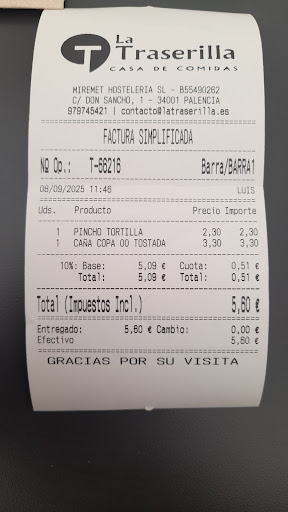 La
Traserilla
CASA DE COMIDAS
MIREMET HOSTELERIA SL - B55490262
C/ DON SANCHO, 1 - 34001 PALENCIA
979745421 | contacto@latraserilla.es
FACTURA SIMPLIFICADA
Nº Op.: T-66216 Barra/BARRA1
08/09/2025 11:46 LUIS
Uds. Producto Precio Importe
1 PINCHO TORTILLA 2,30 2,30
1 CAÑA COPA 00 TOSTADA 3,30 3,30
10%: Base: 5,09 € Cuota: 0,51 €
Total: 5,09 € Total: 0,51 €
Total (Impuestos Incl.) 5,60 €
Entregado: 5,60 € Cambio: 0,00 €
Efectivo 5,60 €
GRACIAS POR SU VISITA